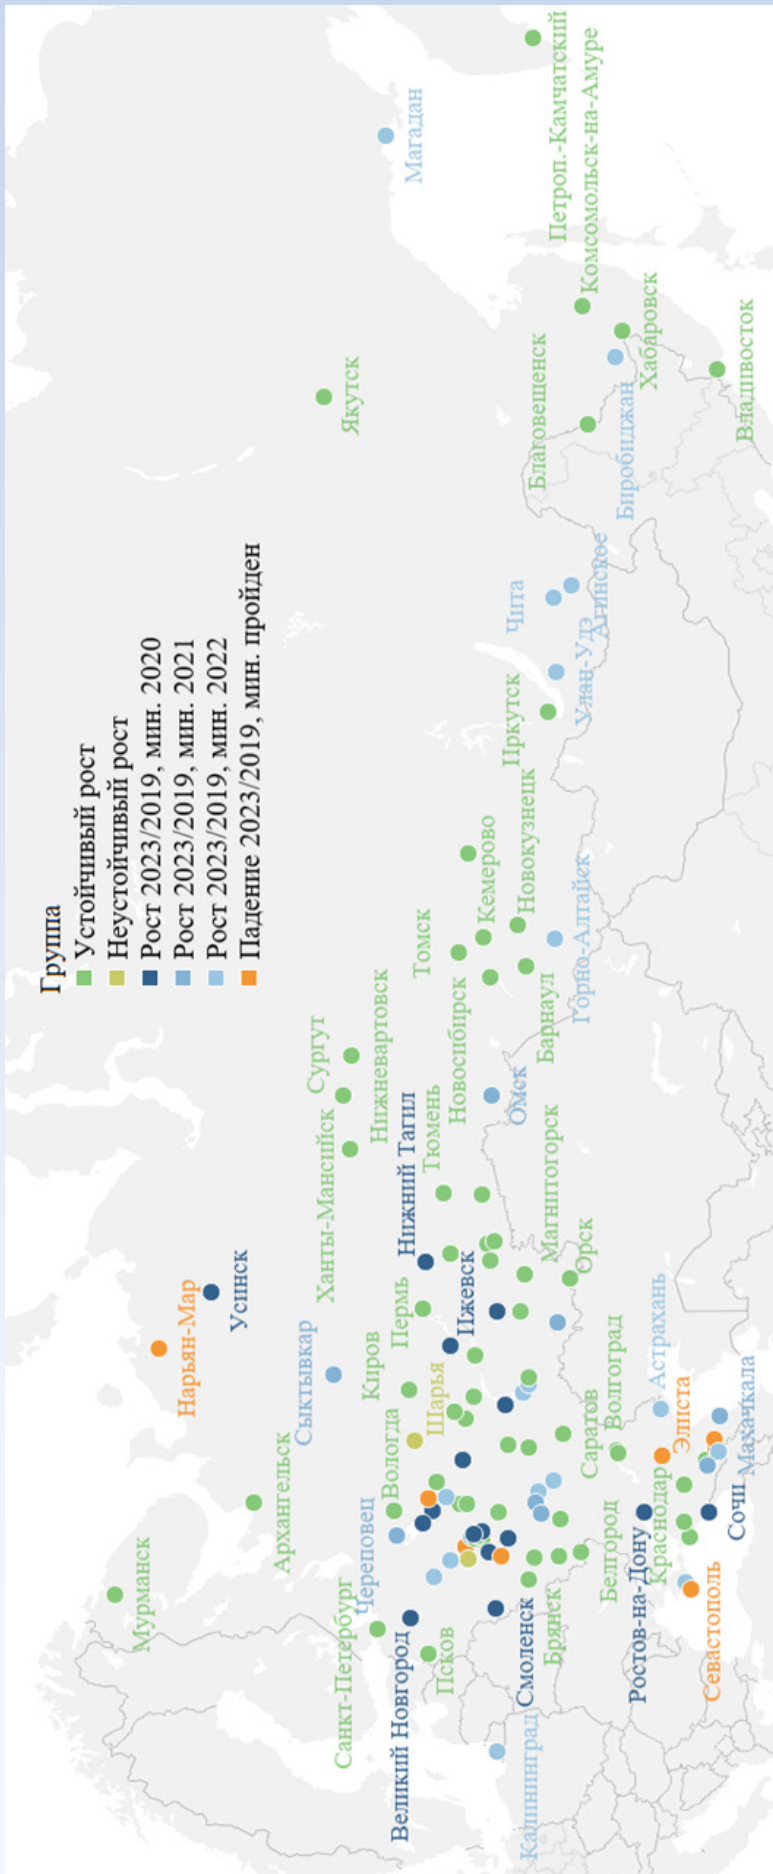 Группа
Устойчивый рост
Неустойчивый рост
Рост 2023/2019, мин. 2020
Рост 2023/2019, мин. 2021
Рост 2023/2019, мин. 2022
Падение 2023/2019, мин. пройден
Мурманск
Нарьян-Мар
Усинск
Архангельск
Сыктывкар
Ханты-Мансийск
Сургут
Нижневартовск
Якутск
Магадан
Санкт-Петербург
Череповец
Вологда
Киров
Пермь
Нижний Тагил
Тюмень
Томск
Великий Новгород
Псков
Шарья
Ижевск
Новосибирск
Кемерово
Новокузнецк
Иркутск
Чита
Благовещенск
Петроп.-Камчатский
Комсомольск-на-Амуре
Калининград
Смоленск
Брянск
Магнитогорск
Орск
Омск
Барнаул
Горно-Алтайск
Улан-Удэ
Агинское
Биробиджан
Хабаровск
Владивосток
Белгород
Саратов
Волгоград
Ростов-на-Дону
Краснодар
Астрахань
Элиста
Севастополь
Сочи
Махачкала